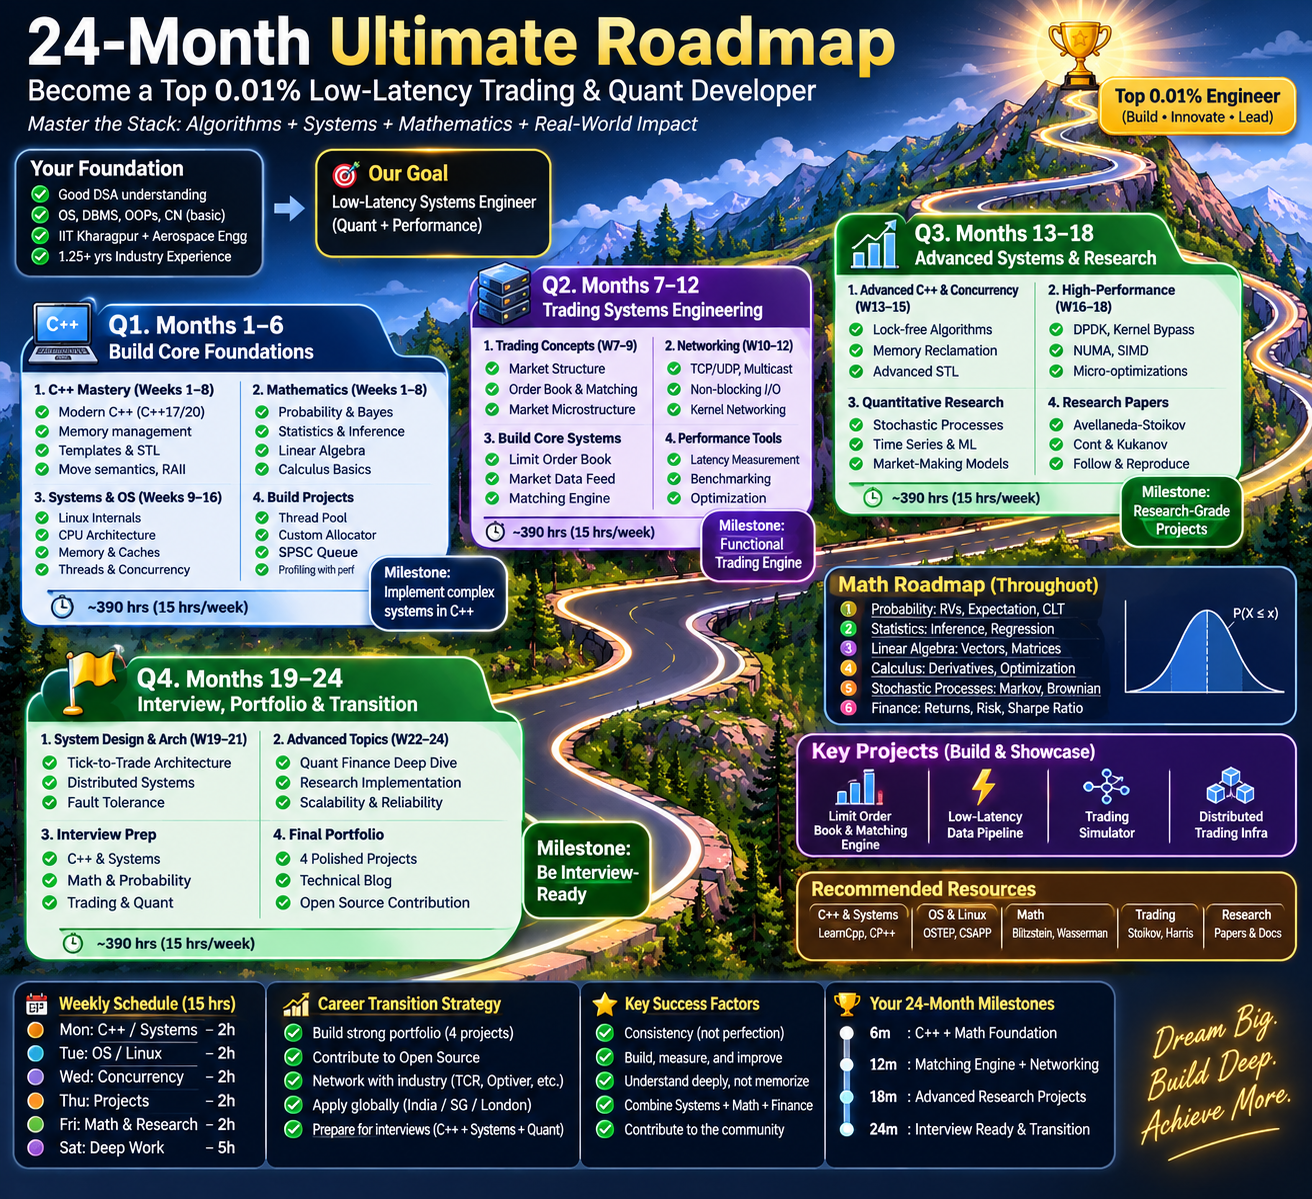 24-Month Ultimate Roadmap
Become a Top 0.01% Low-Latency Trading & Quant Developer
Master the Stack: Algorithms + Systems + Mathematics + Real-World Impact
Top 0.01% Engineer
(Build • Innovate • Lead)
Your Foundation
Good DSA understanding
OS, DBMS, OOPs, CN (basic)
IIT Kharagpur + Aerospace Engg
1.25+ yrs Industry Experience
Our Goal
Low-Latency Systems Engineer
(Quant + Performance)
C++
Q1. Months 1–6
Build Core Foundations
1. C++ Mastery (Weeks 1–8)
Modern C++ (C++17/20)
Memory management
Templates & STL
Move semantics, RAII
2. Mathematics (Weeks 1–8)
Probability & Bayes
Statistics & Inference
Linear Algebra
Calculus Basics
3. Systems & OS (Weeks 9–16)
Linux Internals
CPU Architecture
Memory & Caches
Threads & Concurrency
4. Build Projects
Thread Pool
Custom Allocator
SPSC Queue
Profiling with perf
~390 hrs (15 hrs/week)
Milestone:
Implement complex
systems in C++
Q2. Months 7–12
Trading Systems Engineering
1. Trading Concepts (W7–9)
Market Structure
Order Book & Matching
Market Microstructure
2. Networking (W10–12)
TCP/UDP, Multicast
Non-blocking I/O
Kernel Networking
3. Build Core Systems
Limit Order Book
Market Data Feed
Matching Engine
4. Performance Tools
Latency Measurement
Benchmarking
Optimization
~390 hrs (15 hrs/week)
Milestone:
Functional
Trading Engine
Q3. Months 13–18
Advanced Systems & Research
1. Advanced C++ & Concurrency
(W13–15)
Lock-free Algorithms
Memory Reclamation
Advanced STL
2. High-Performance
(W16–18)
DPDK, Kernel Bypass
NUMA, SIMD
Micro-optimizations
3. Quantitative Research
Stochastic Processes
Time Series & ML
Market-Making Models
4. Research Papers
Avellaneda-Stoikov
Cont & Kukanov
Follow & Reproduce
~390 hrs (15 hrs/week)
Milestone:
Research-Grade
Projects
Q4. Months 19–24
Interview, Portfolio & Transition
1. System Design & Arch (W19–21)
Tick-to-Trade Architecture
Distributed Systems
Fault Tolerance
2. Advanced Topics (W22–24)
Quant Finance Deep Dive
Research Implementation
Scalability & Reliability
3. Interview Prep
C++ & Systems
Math & Probability
Trading & Quant
4. Final Portfolio
4 Polished Projects
Technical Blog
Open Source Contribution
~390 hrs (15 hrs/week)
Milestone:
Be Interview-
Ready
Math Roadmap (Throughout)
1 Probability: RVs, Expectation, CLT
2 Statistics: Inference, Regression
3 Linear Algebra: Vectors, Matrices
4 Calculus: Derivatives, Optimization
5 Stochastic Processes: Markov, Brownian
6 Finance: Returns, Risk, Sharpe Ratio
P(X ≤ x)
Key Projects (Build & Showcase)
Limit Order
Book & Matching
Engine
Low-Latency
Data Pipeline
Trading
Simulator
Distributed
Trading Infra
Recommended Resources
C++ & Systems
LearnCpp, CP++
OS & Linux
OSTEP, CSAPP
Math
Blitzstein, Wasserman
Trading
Stoikov, Harris
Research
Papers & Docs
Weekly Schedule (15 hrs)
Mon: C++ / Systems – 2h
Tue: OS / Linux – 2h
Wed: Concurrency – 2h
Thu: Projects – 2h
Fri: Math & Research – 2h
Sat: Deep Work – 5h
Career Transition Strategy
Build strong portfolio (4 projects)
Contribute to Open Source
Network with industry (TCR, Optiver, etc.)
Apply globally (India / SG / London)
Prepare for interviews (C++ + Systems + Quant)
Key Success Factors
Consistency (not perfection)
Build, measure, and improve
Understand deeply, not memorize
Combine Systems + Math + Finance
Contribute to the community
Your 24-Month Milestones
6m : C++ + Math Foundation
12m : Matching Engine + Networking
18m : Advanced Research Projects
24m : Interview Ready & Transition
Dream Big.
Build Deep.
Achieve More.